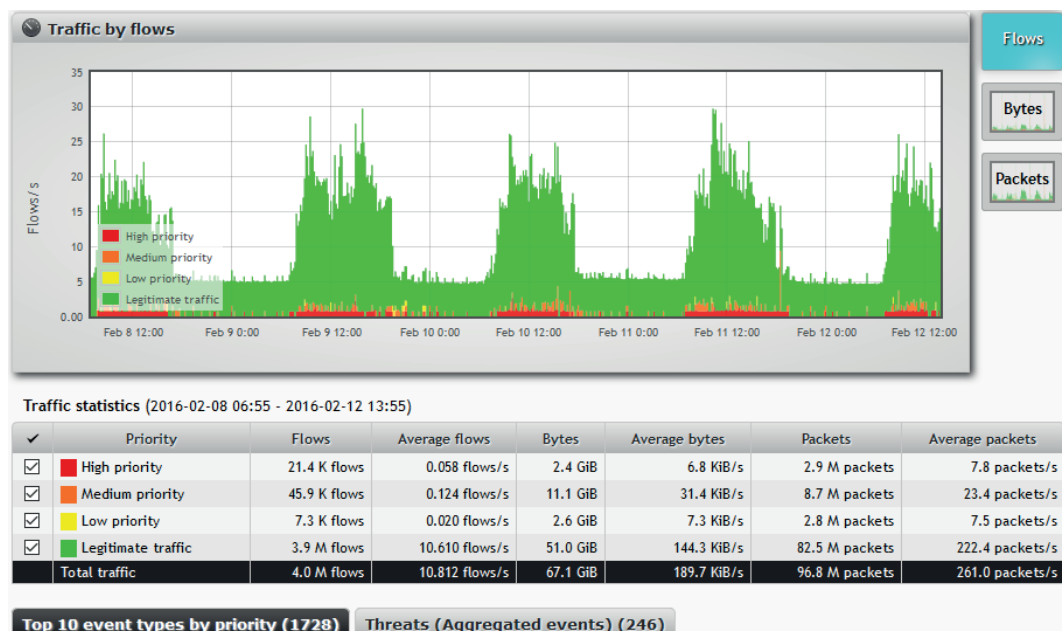 Traffic by flows
Flows
Bytes
Packets
Flows/s
35
30
25
20
15
10
5
0.00
High priority
Medium priority
Low priority
Legitimate traffic
Feb 8 12:00 Feb 9 0:00 Feb 9 12:00 Feb 10 0:00 Feb 10 12:00 Feb 11 0:00 Feb 11 12:00 Feb 12 0:00 Feb 12 12:00
Traffic statistics (2016-02-08 06:55 - 2016-02-12 13:55)
Priority Flows Average flows Bytes Average bytes Packets Average packets
High priority 21.4 K flows 0.058 flows/s 2.4 GiB 6.8 KiB/s 2.9 M packets 7.8 packets/s
Medium priority 45.9 K flows 0.124 flows/s 11.1 GiB 31.4 KiB/s 8.7 M packets 23.4 packets/s
Low priority 7.3 K flows 0.020 flows/s 2.6 GiB 7.3 KiB/s 2.8 M packets 7.5 packets/s
Legitimate traffic 3.9 M flows 10.610 flows/s 51.0 GiB 144.3 KiB/s 82.5 M packets 222.4 packets/s
Total traffic 4.0 M flows 10.812 flows/s 67.1 GiB 189.7 KiB/s 96.8 M packets 261.0 packets/s
Top 10 event types by priority (1728) Threats (Aggregated events) (246)